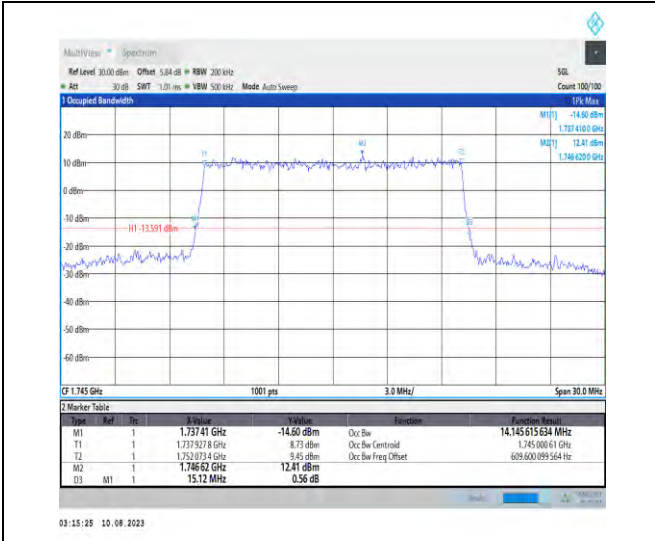 MultiView Spectrum
Ref Level 30.00 dBm Offset 5.84 dB RBW 200 kHz SGL
Att 30 dB SWT 1.01 ms VBW 500 kHz Mode Auto Sweep Count 100/100
1 Occupied Bandwidth 1Pk Max
M1[1] -14.60 dBm
1.737 410 0 GHz
M2[1] 12.41 dBm
1.746 620 0 GHz
20 dBm
M2
T1
10 dBm
0 dBm
-10 dBm
H1 -13.591 dBm
-20 dBm
-40 dBm
-50 dBm
-60 dBm
CF 1.745 GHz 1001 pts 3.0 MHz/ Span 30.0 MHz
2 Marker Table
Type Ref Trc X-Value Y-Value Function Function Result
M1 1 1.737 41 GHz -14.60 dBm Occ Bw 14.145 615 634 MHz
T1 1 1.737 927 8 GHz 8.73 dBm Occ Bw Centroid 1.745 000 61 GHz
T2 1 1.752 073 4 GHz 9.45 dBm Occ Bw Freq Offset 609.600 099 564 Hz
M2 1 1.746 62 GHz 12.41 dBm
D3 M1 1 15.12 MHz 0.56 dB
03:15:25 10.08.2023